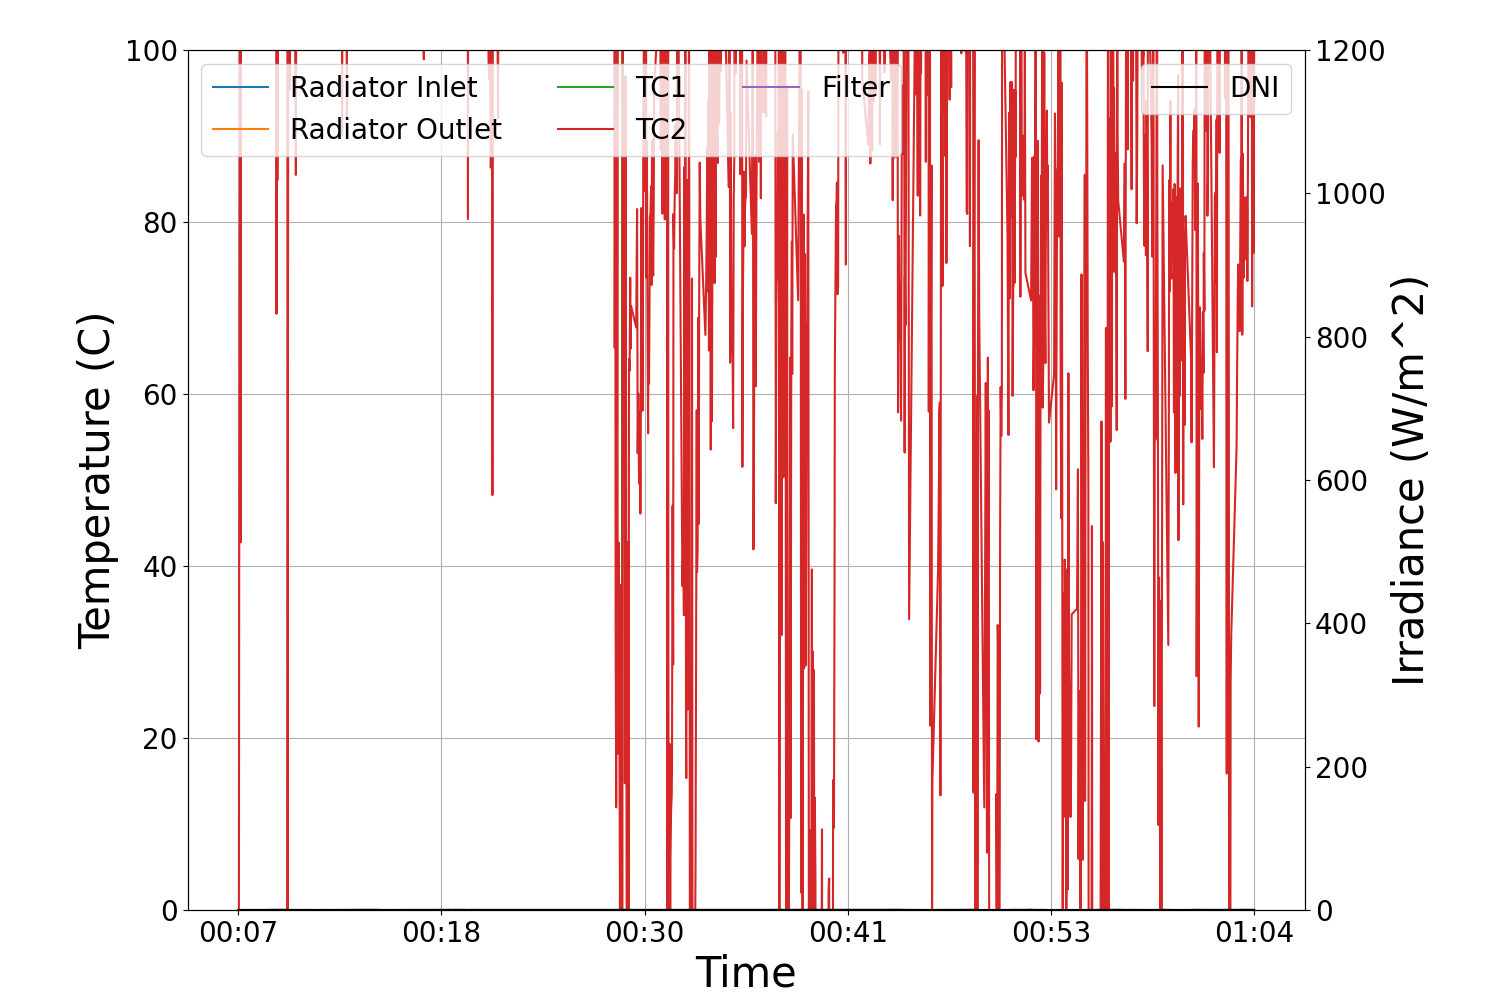 100
80
60
40
20
0
Temperature (C)
Radiator Inlet
Radiator Outlet
TC1
TC2
Filter
DNI
1200
1000
800
600
400
200
0
Irradiance (W/m^2)
00:07
00:18
00:30
00:41
00:53
01:04
Time